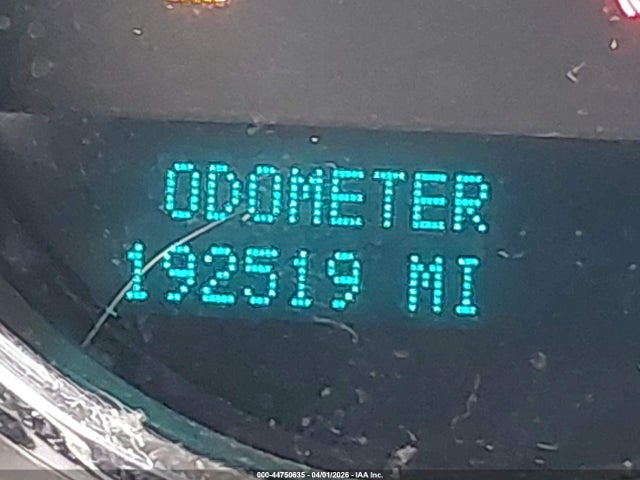 ODOMETER
192519 MI
000-44750635 - 04/01/2026 - IAA Inc.